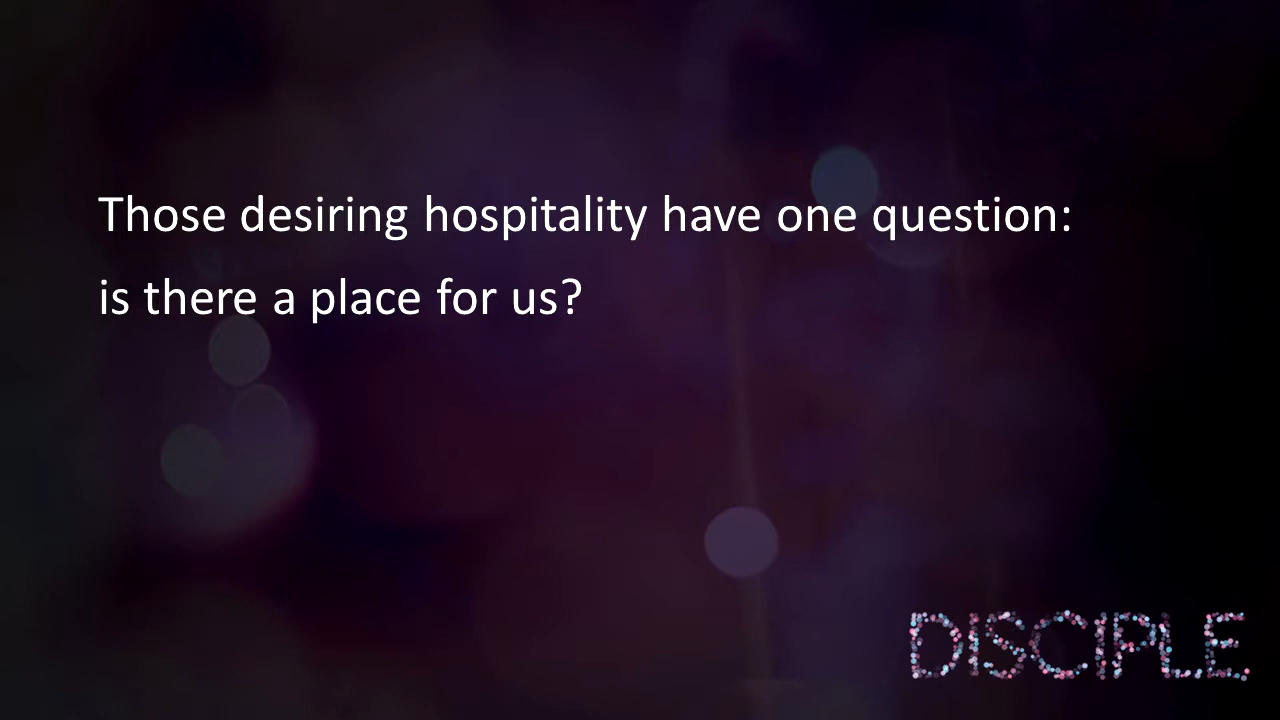 Those desiring hospitality have one question:
is there a place for us?
DISCIPLE